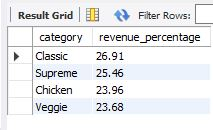 Result Grid Filter Rows:
category revenue_percentage
Classic 26.91
Supreme 25.46
Chicken 23.96
Veggie 23.68